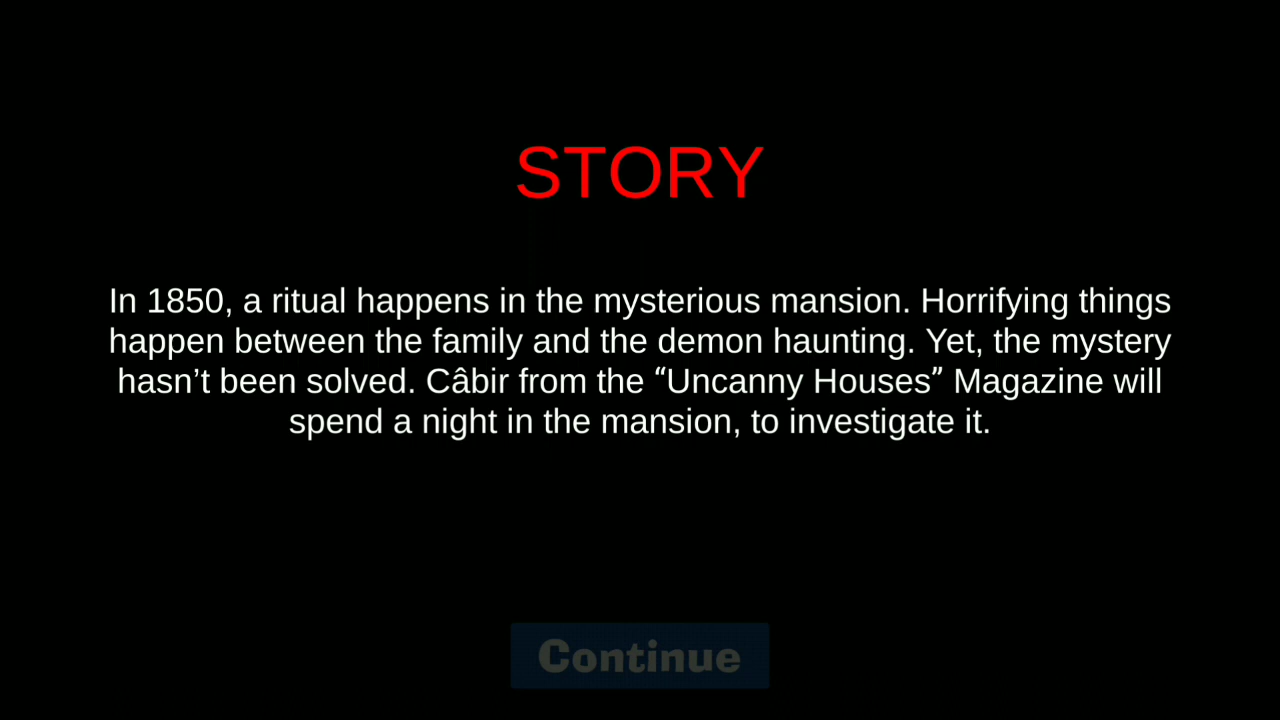 STORY
In 1850, a ritual happens in the mysterious mansion. Horrifying things
happen between the family and the demon haunting. Yet, the mystery
hasn’t been solved. Câbir from the “Uncanny Houses” Magazine will
spend a night in the mansion, to investigate it.
Continue